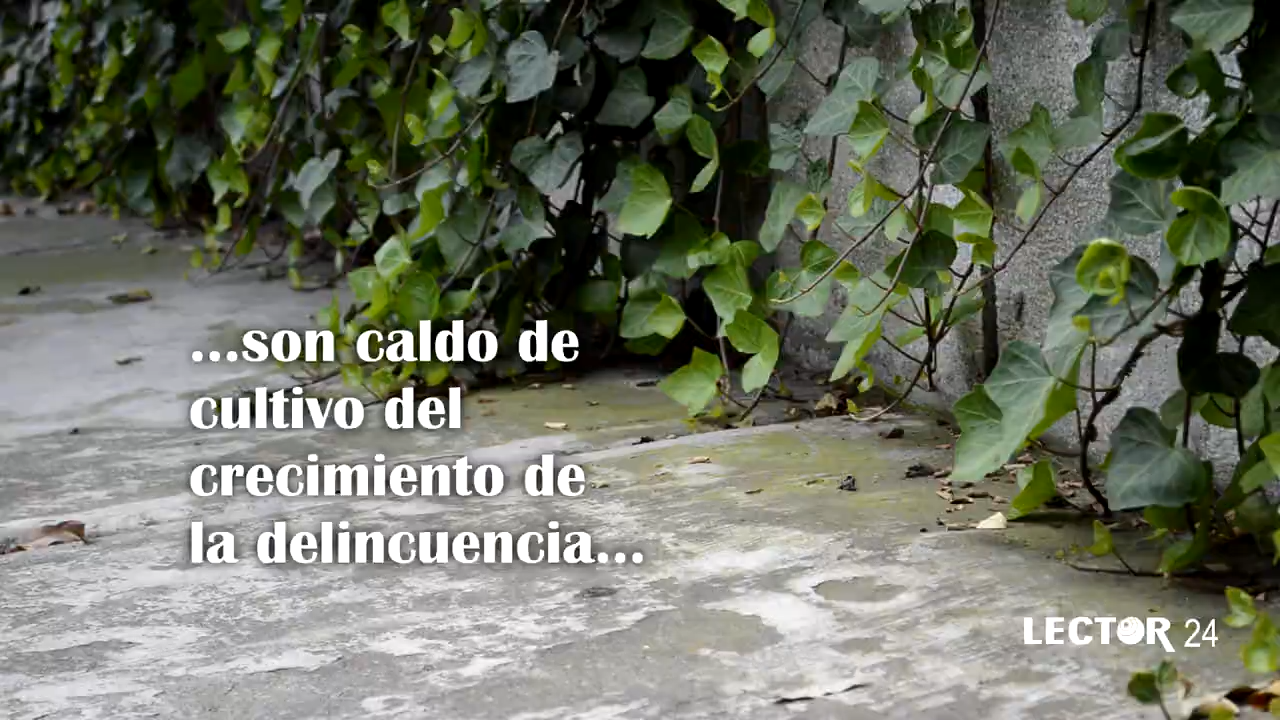 ...son caldo de
cultivo del
crecimiento de
la delincuencia...
LECTOR 24